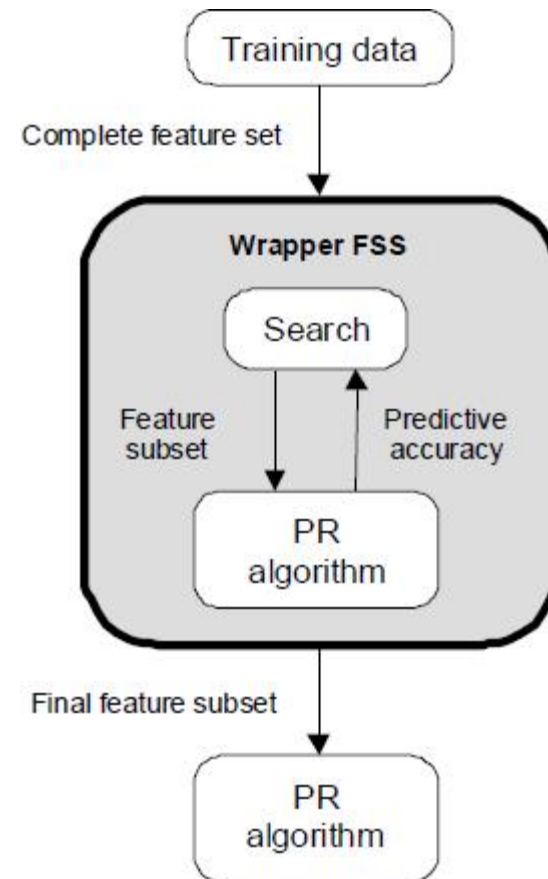 Training data
Complete feature set
Wrapper FSS
Search
Feature
subset
Predictive
accuracy
PR
algorithm
Final feature subset
PR
algorithm